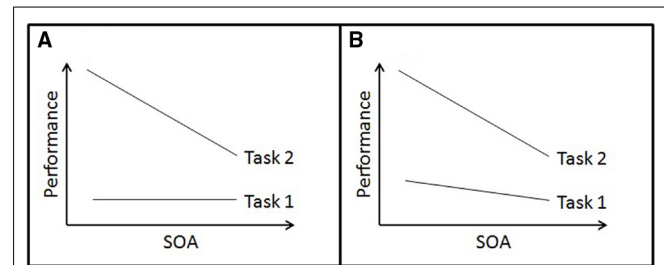 A
Performance
Task 2
Task 1
SOA
B
Performance
Task 2
Task 1
SOA